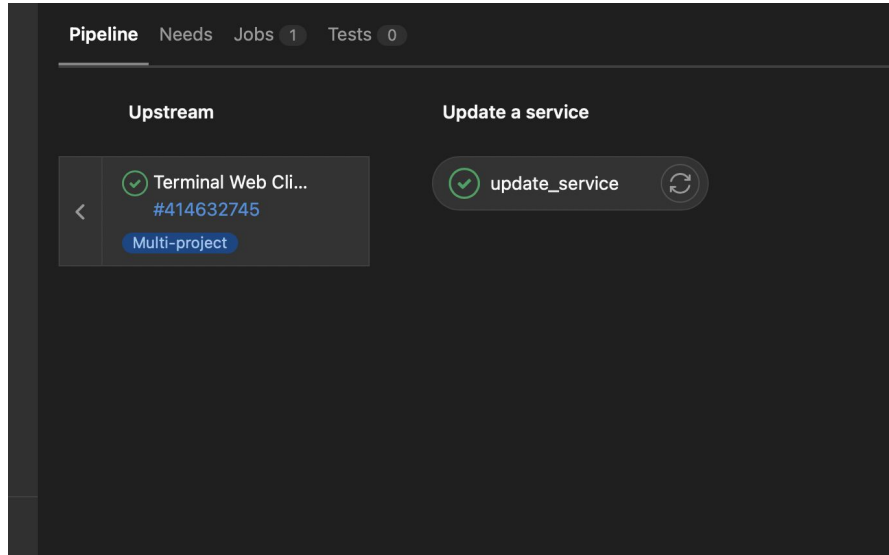 Pipeline Needs Jobs 1 Tests 0
Upstream
Update a service
Terminal Web Cli...
#414632745
Multi-project
update_service